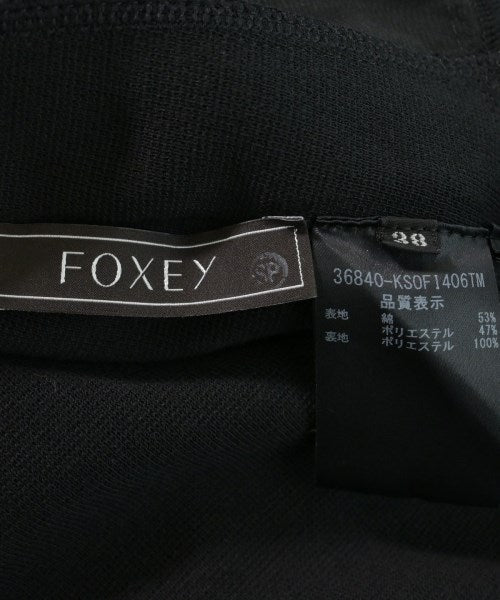 FOXEY SP
38
36840-KSOF1406TM
品質表示
表地 綿 53%
ポリエステル 47%
裏地 ポリエステル 100%